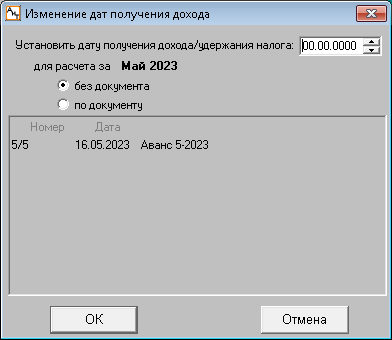 Изменение дат получения дохода
Установить дату получения дохода/удержания налога: 00.00.0000
для расчета за Май 2023
без документа
по документу
Номер Дата
5/5 16.05.2023 Аванс 5-2023
OK Отмена